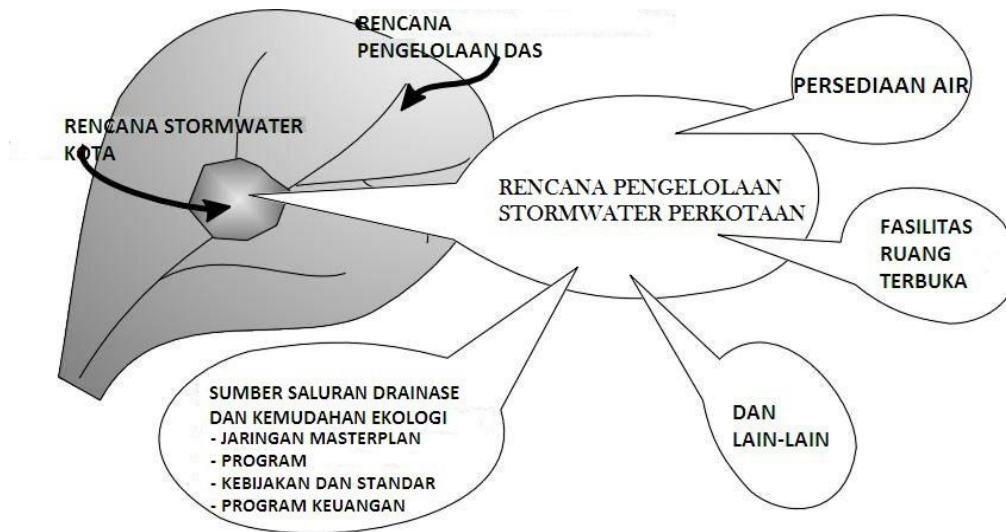 RENCANA
PENGELOLAAN DAS
RENCANA STORMWATER
KOTA
PERSEDIAAN AIR
RENCANA PENGELOLAAN
STORMWATER PERKOTAAN
FASILITAS
RUANG
TERBUKA
SUMBER SALURAN DRAINASE
DAN KEMUDAHAN EKOLOGI
- JARINGAN MASTERPLAN
- PROGRAM
- KEBIJAKAN DAN STANDAR
- PROGRAM KEUANGAN
DAN
LAIN-LAIN